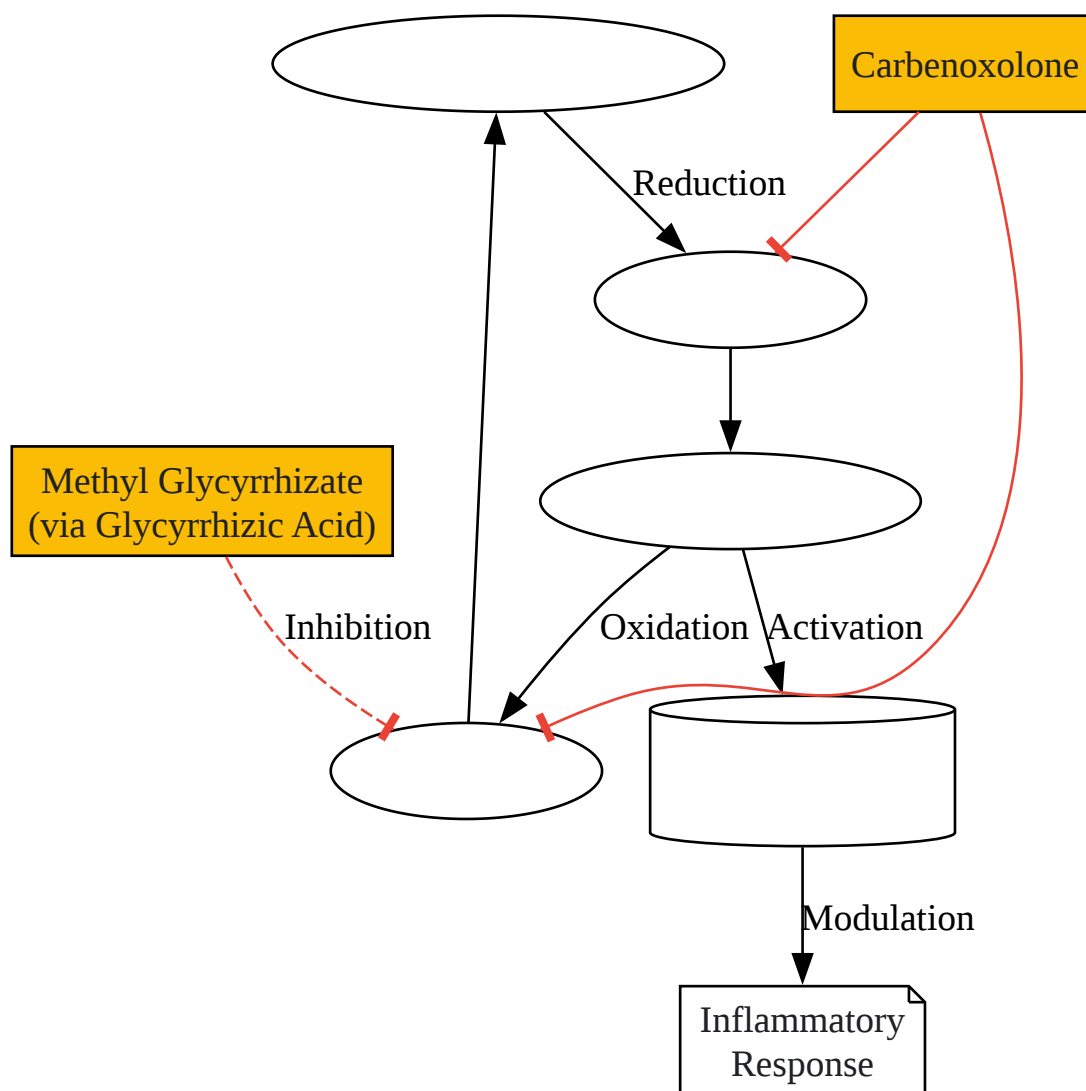 Carbenoxolone
Reduction
Methyl Glycyrrhizate
(via Glycyrrhizic Acid)
Inhibition
Oxidation
Activation
Modulation
Inflammatory
Response